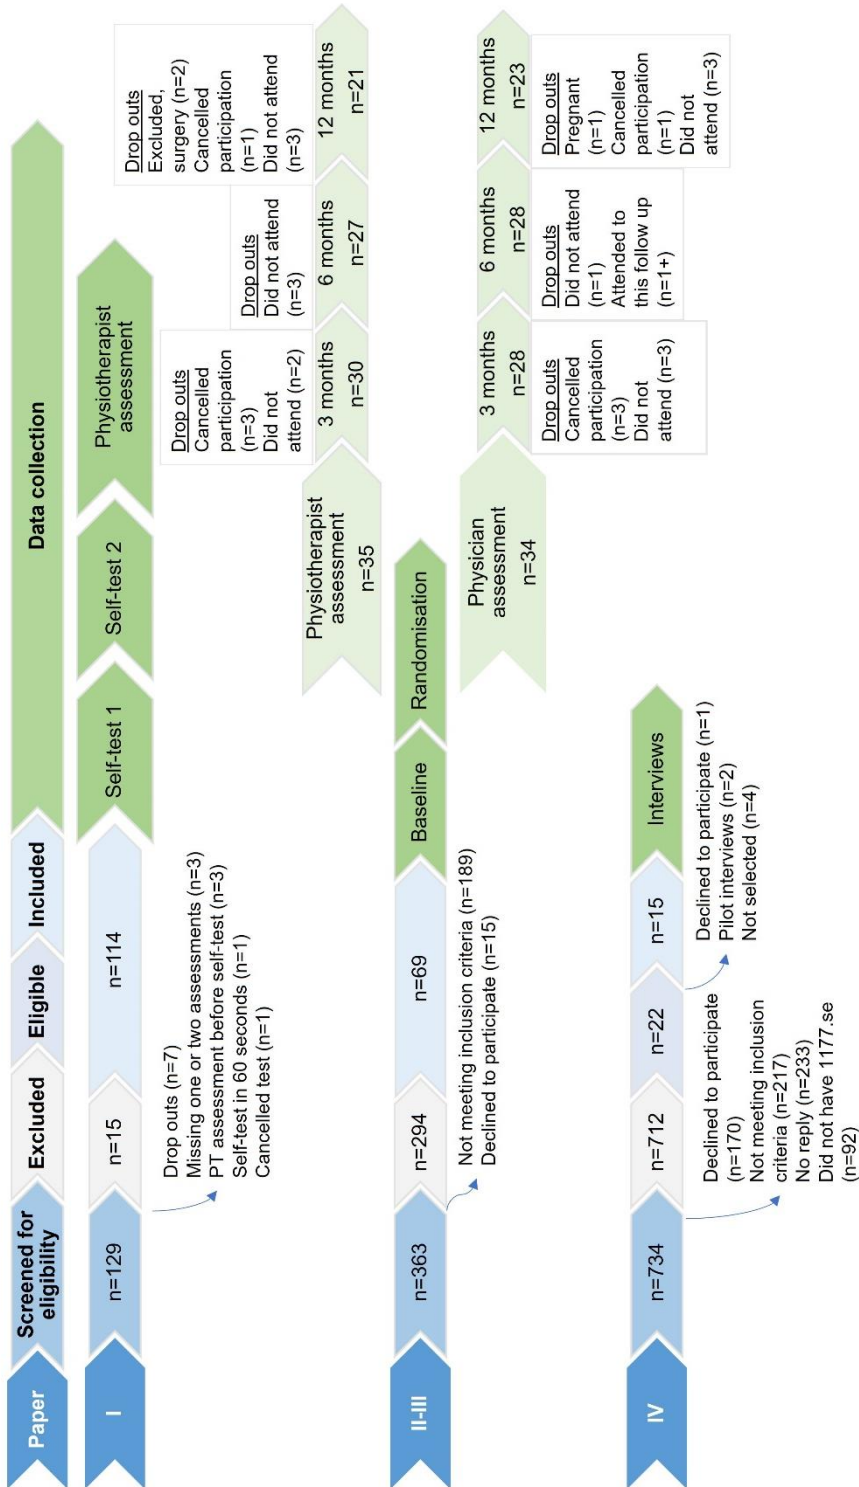 Paper
Screened for
eligibility
Excluded
Eligible
Included
Data collection
I
n=129
n=15
n=114
Self-test 1
Self-test 2
Physiotherapist
assessment
Drop outs (n=7)
Missing one or two assessments (n=3)
PT assessment before self-test (n=3)
Self-test in 60 seconds (n=1)
Cancelled test (n=1)
II-III
n=363
n=294
n=69
Baseline
Randomisation
Not meeting inclusion criteria (n=189)
Declined to participate (n=15)
Physiotherapist
assessment
n=35
3 months
n=30
6 months
n=27
12 months
n=21
Drop outs
Cancelled
participation
(n=3)
Did not
attend (n=2)
Drop outs
Did not attend
(n=3)
Drop outs
Excluded,
surgery (n=2)
Cancelled
participation
(n=1)
Did not attend
(n=3)
Physician
assessment
n=34
3 months
n=28
6 months
n=28
12 months
n=23
Drop outs
Cancelled
participation
(n=3)
Did not
attend (n=3)
Drop outs
Did not attend
(n=1)
Attended to
this follow up
(n=1+)
Drop outs
Pregnant
(n=1)
Cancelled
participation
(n=1)
Did not
attend (n=3)
IV
n=734
n=712
n=22
n=15
Interviews
Declined to participate
(n=170)
Not meeting inclusion
criteria (n=217)
No reply (n=233)
Did not have 1177.se
(n=92)
Declined to participate (n=1)
Pilot interviews (n=2)
Not selected (n=4)